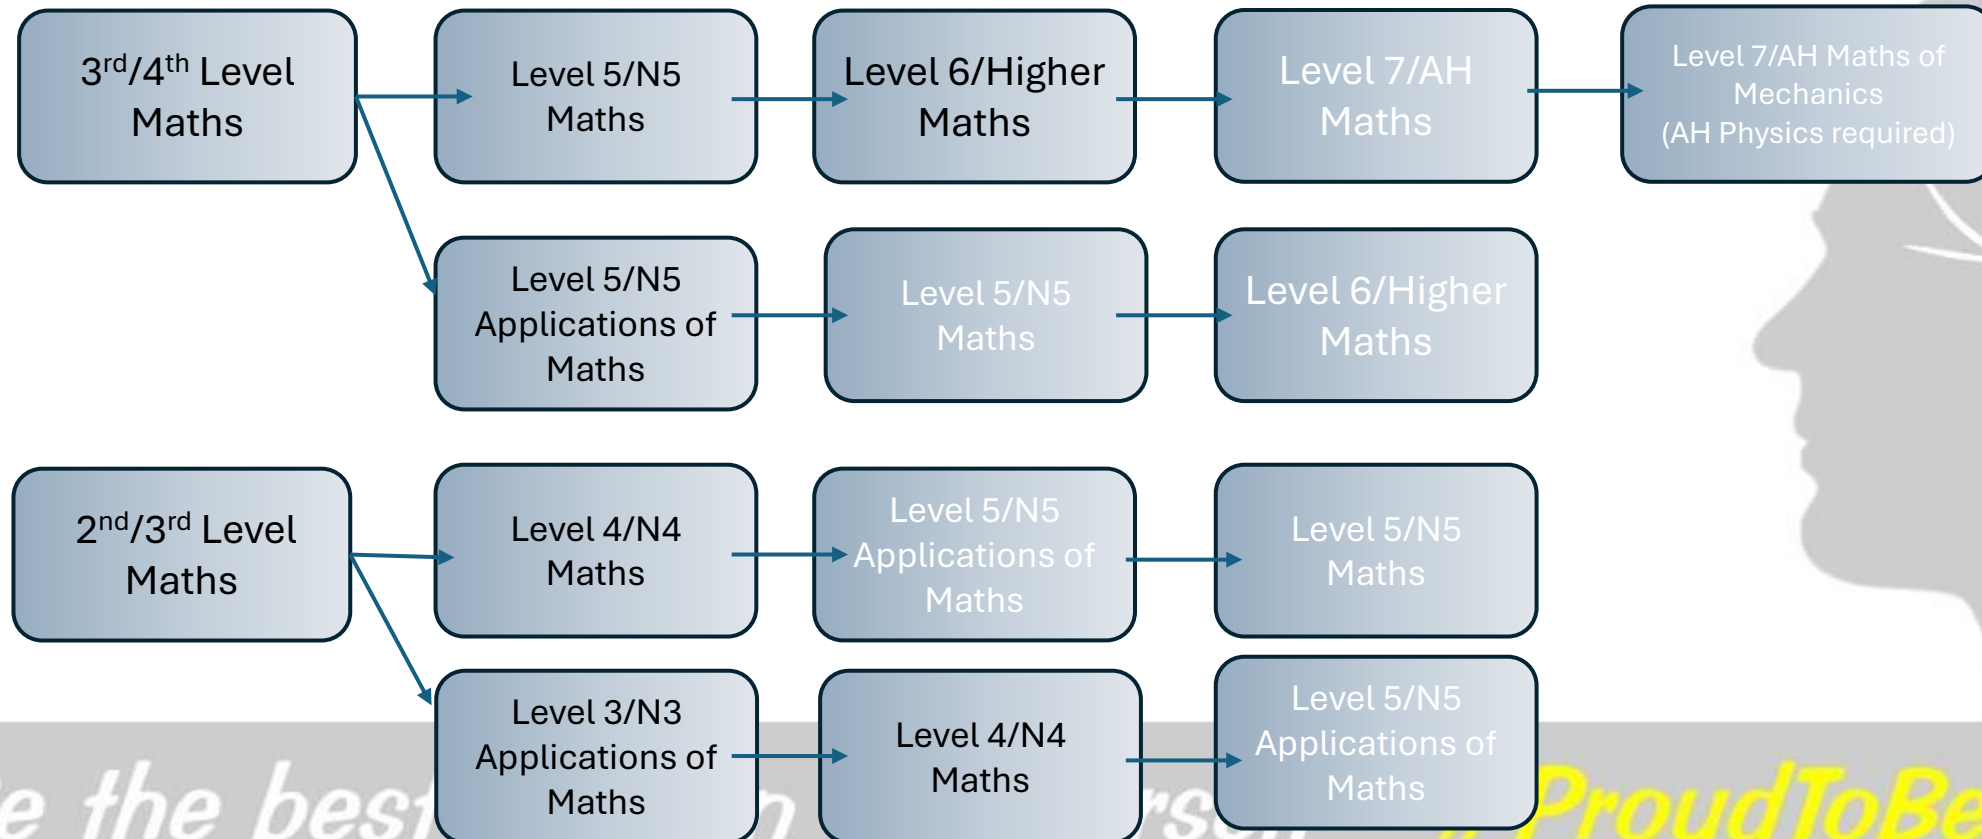 3rd/4th Level
Maths
Level 5/N5
Maths
Level 6/Higher
Maths
Level 7/AH
Maths
Level 7/AH Maths of
Mechanics
(AH Physics required)
Level 5/N5
Applications of
Maths
Level 5/N5
Maths
Level 6/Higher
Maths
2nd/3rd Level
Maths
Level 4/N4
Maths
Level 5/N5
Applications of
Maths
Level 5/N5
Maths
Level 3/N3
Applications of
Maths
Level 4/N4
Maths
Level 5/N5
Applications of
Maths
the best
ProudToBe